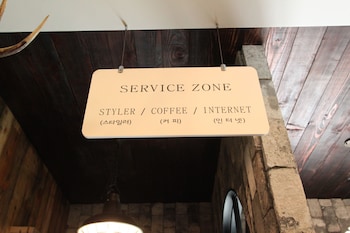 SERVICE ZONE
STYLER / COFFEE / INTERNET
(스타일러) (커 피) (인 터 넷)